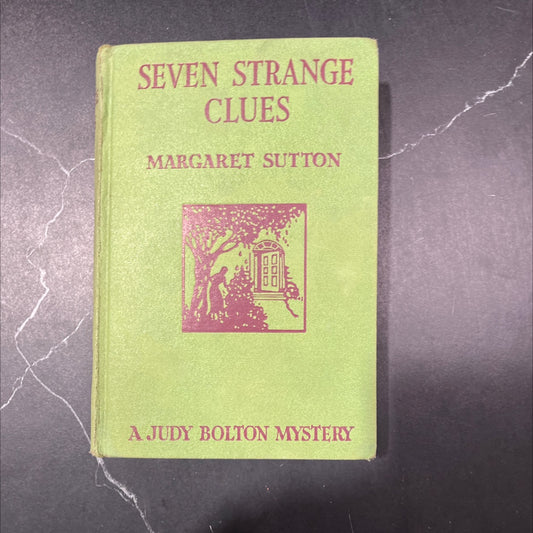 SEVEN STRANGE
CLUES
MARGARET SUTTON
A JUDY BOLTON MYSTERY